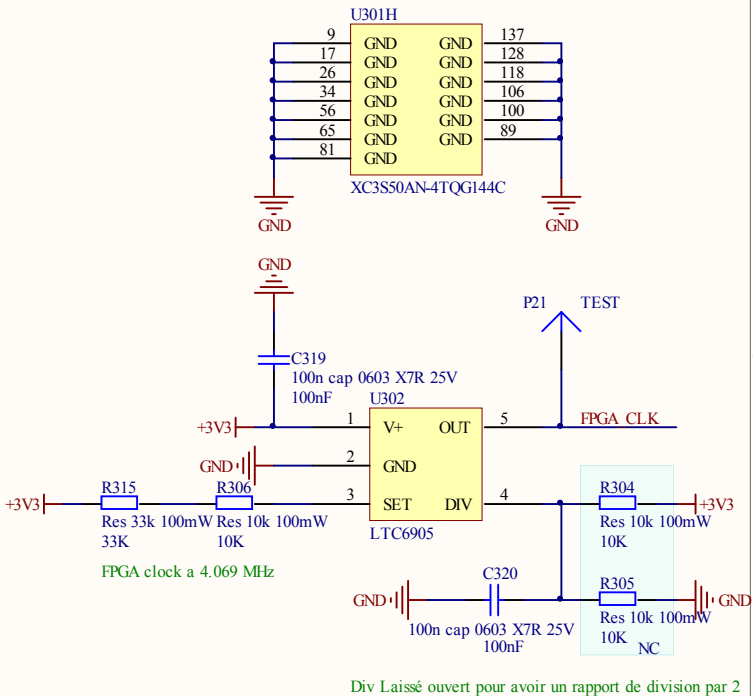 U301H
9 GND GND 137
17 GND GND 128
26 GND GND 118
34 GND GND 106
56 GND GND 100
65 GND GND 89
81 GND
XC3S50AN-4TQG144C
GND GND
GND
P21 TEST
C319
100n cap 0603 X7R 25V
100nF
U302
+3V3 1 V+ OUT 5 FPGA CLK
GND 2 GND
R315 R306 R304
+3V3 3 SET DIV 4 +3V3
Res 33k 100mW Res 10k 100mW Res 10k 100mW
33K 10K LTC6905 10K
FPGA clock a 4.069 MHz
C320 R305
GND GND
100n cap 0603 X7R 25V Res 10k 100mW
100nF 10K
NC
Div Laissé ouvert pour avoir un rapport de division par 2